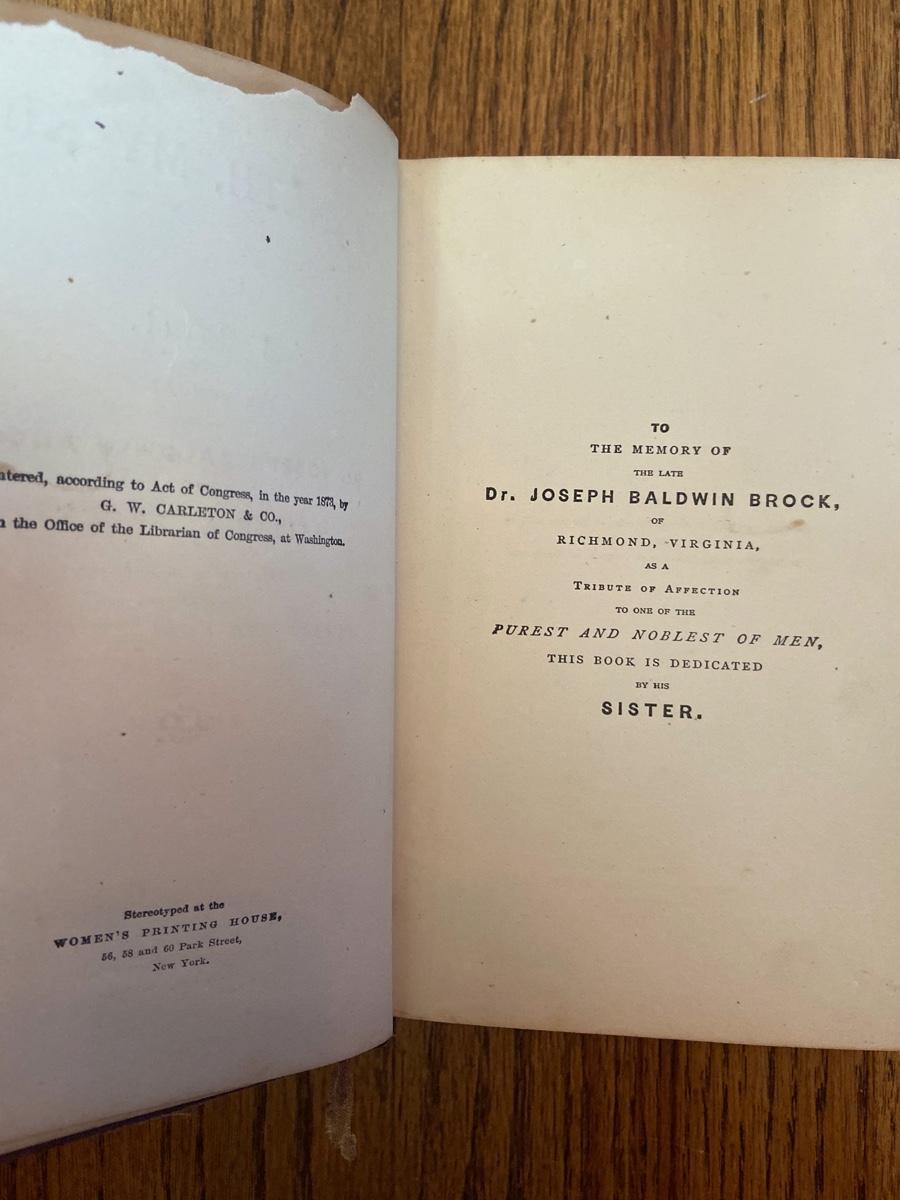 ntered, according to Act of Congress, in the year 1873, by
G. W. CARLETON & CO.,
the Office of the Librarian of Congress, at Washington.
Stereotyped at the
WOMEN'S PRINTING HOUSE,
56, 58 and 60 Park Street,
New York.
TO
THE MEMORY OF
THE LATE
Dr. JOSEPH BALDWIN BROCK,
OF
RICHMOND, VIRGINIA,
AS A
TRIBUTE OF AFFECTION
TO ONE OF THE
PUREST AND NOBLEST OF MEN,
THIS BOOK IS DEDICATED
BY HIS
SISTER.